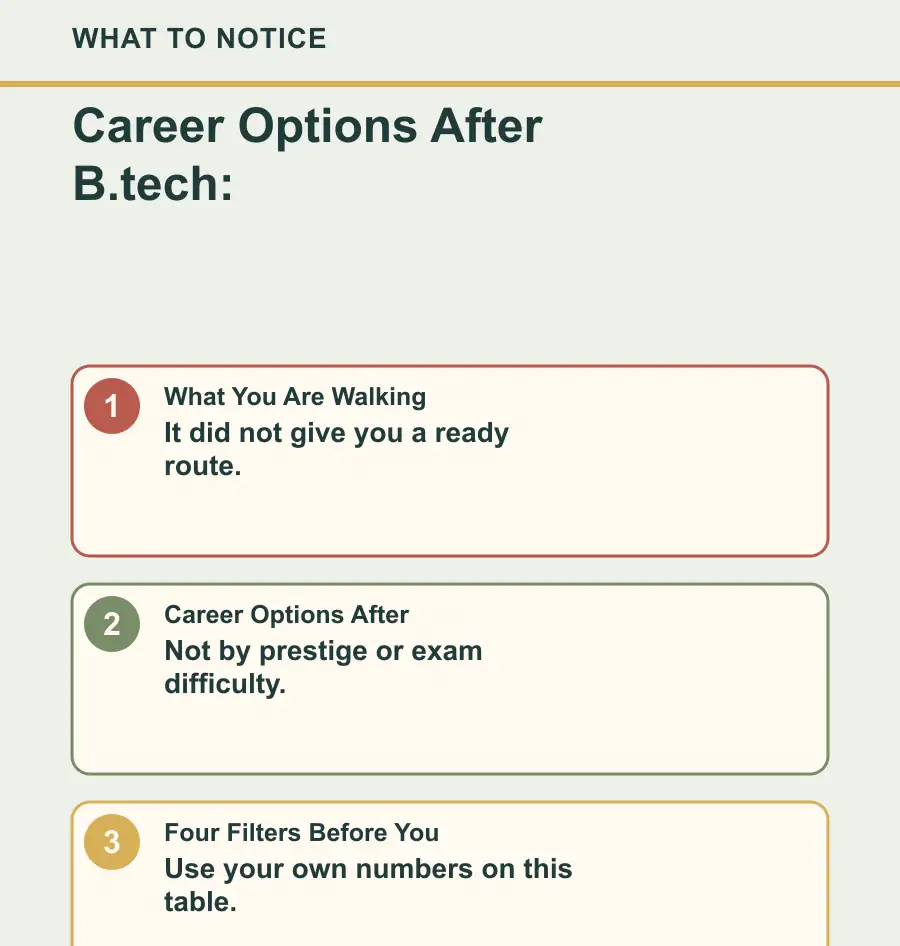 WHAT TO NOTICE
Career Options After
B.tech:
1
What You Are Walking
It did not give you a ready
route.
2
Career Options After
Not by prestige or exam
difficulty.
3
Four Filters Before You
Use your own numbers on this
table.